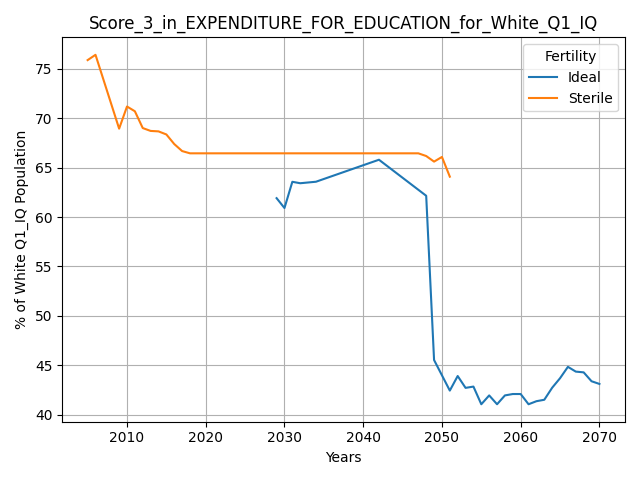 Score_3_in_EXPENDITURE_FOR_EDUCATION_for_White_Q1_IQ
Fertility
Ideal
Sterile
% of White Q1_IQ Population
75
70
65
60
55
50
45
40
2010
2020
2030
2040
2050
2060
2070
Years